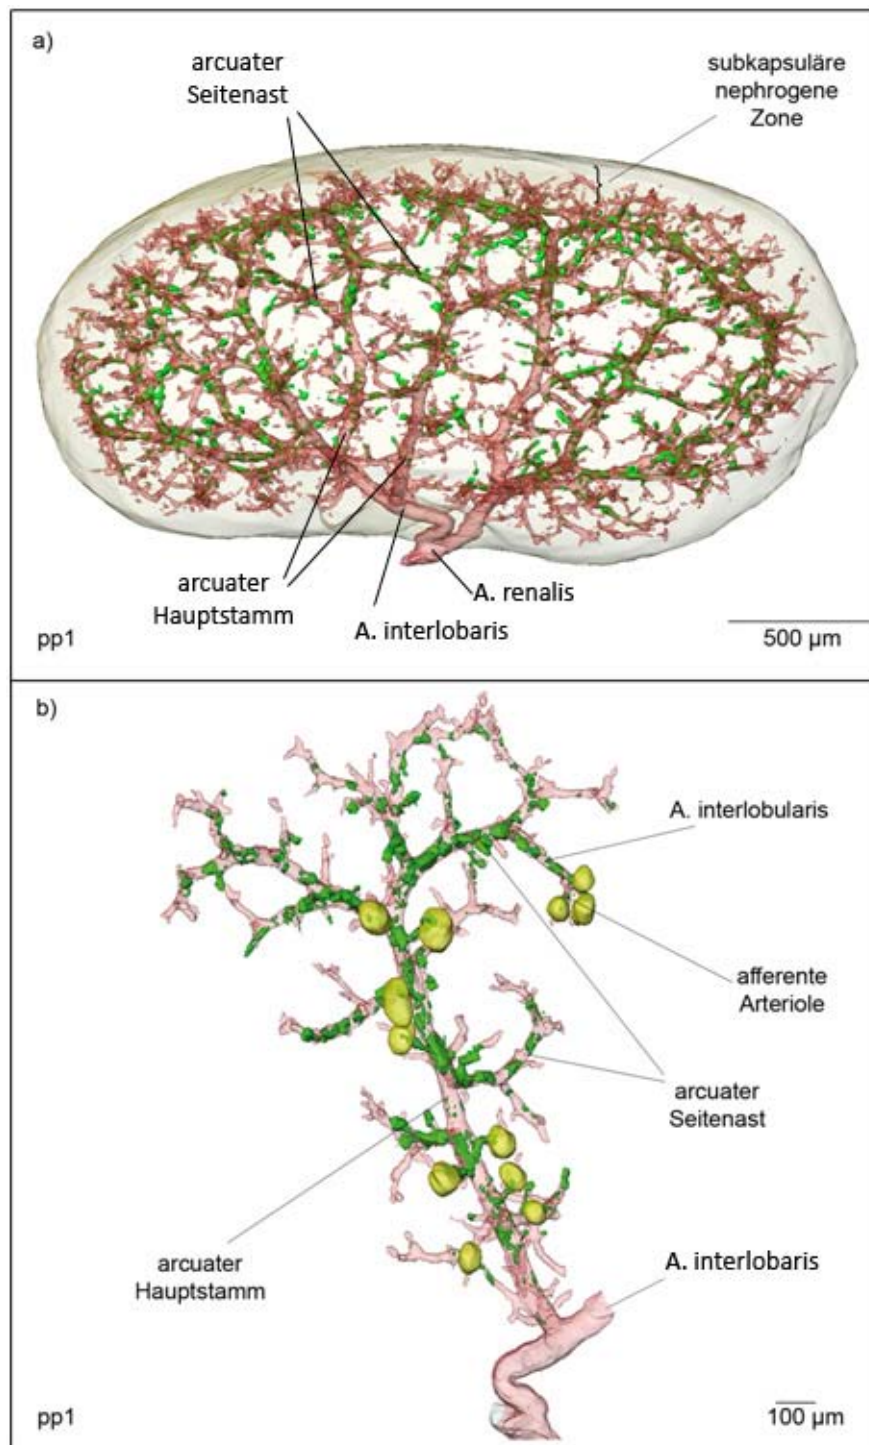 a)
arcuater
Seitenast
subkapsuläre
nephrogene
Zone
arcuater
Hauptstamm
A. interlobaris
A. renalis
pp1
500 µm
b)
A. interlobularis
afferente
Arteriole
arcuater
Seitenast
arcuater
Hauptstamm
A. interlobaris
pp1
100 µm